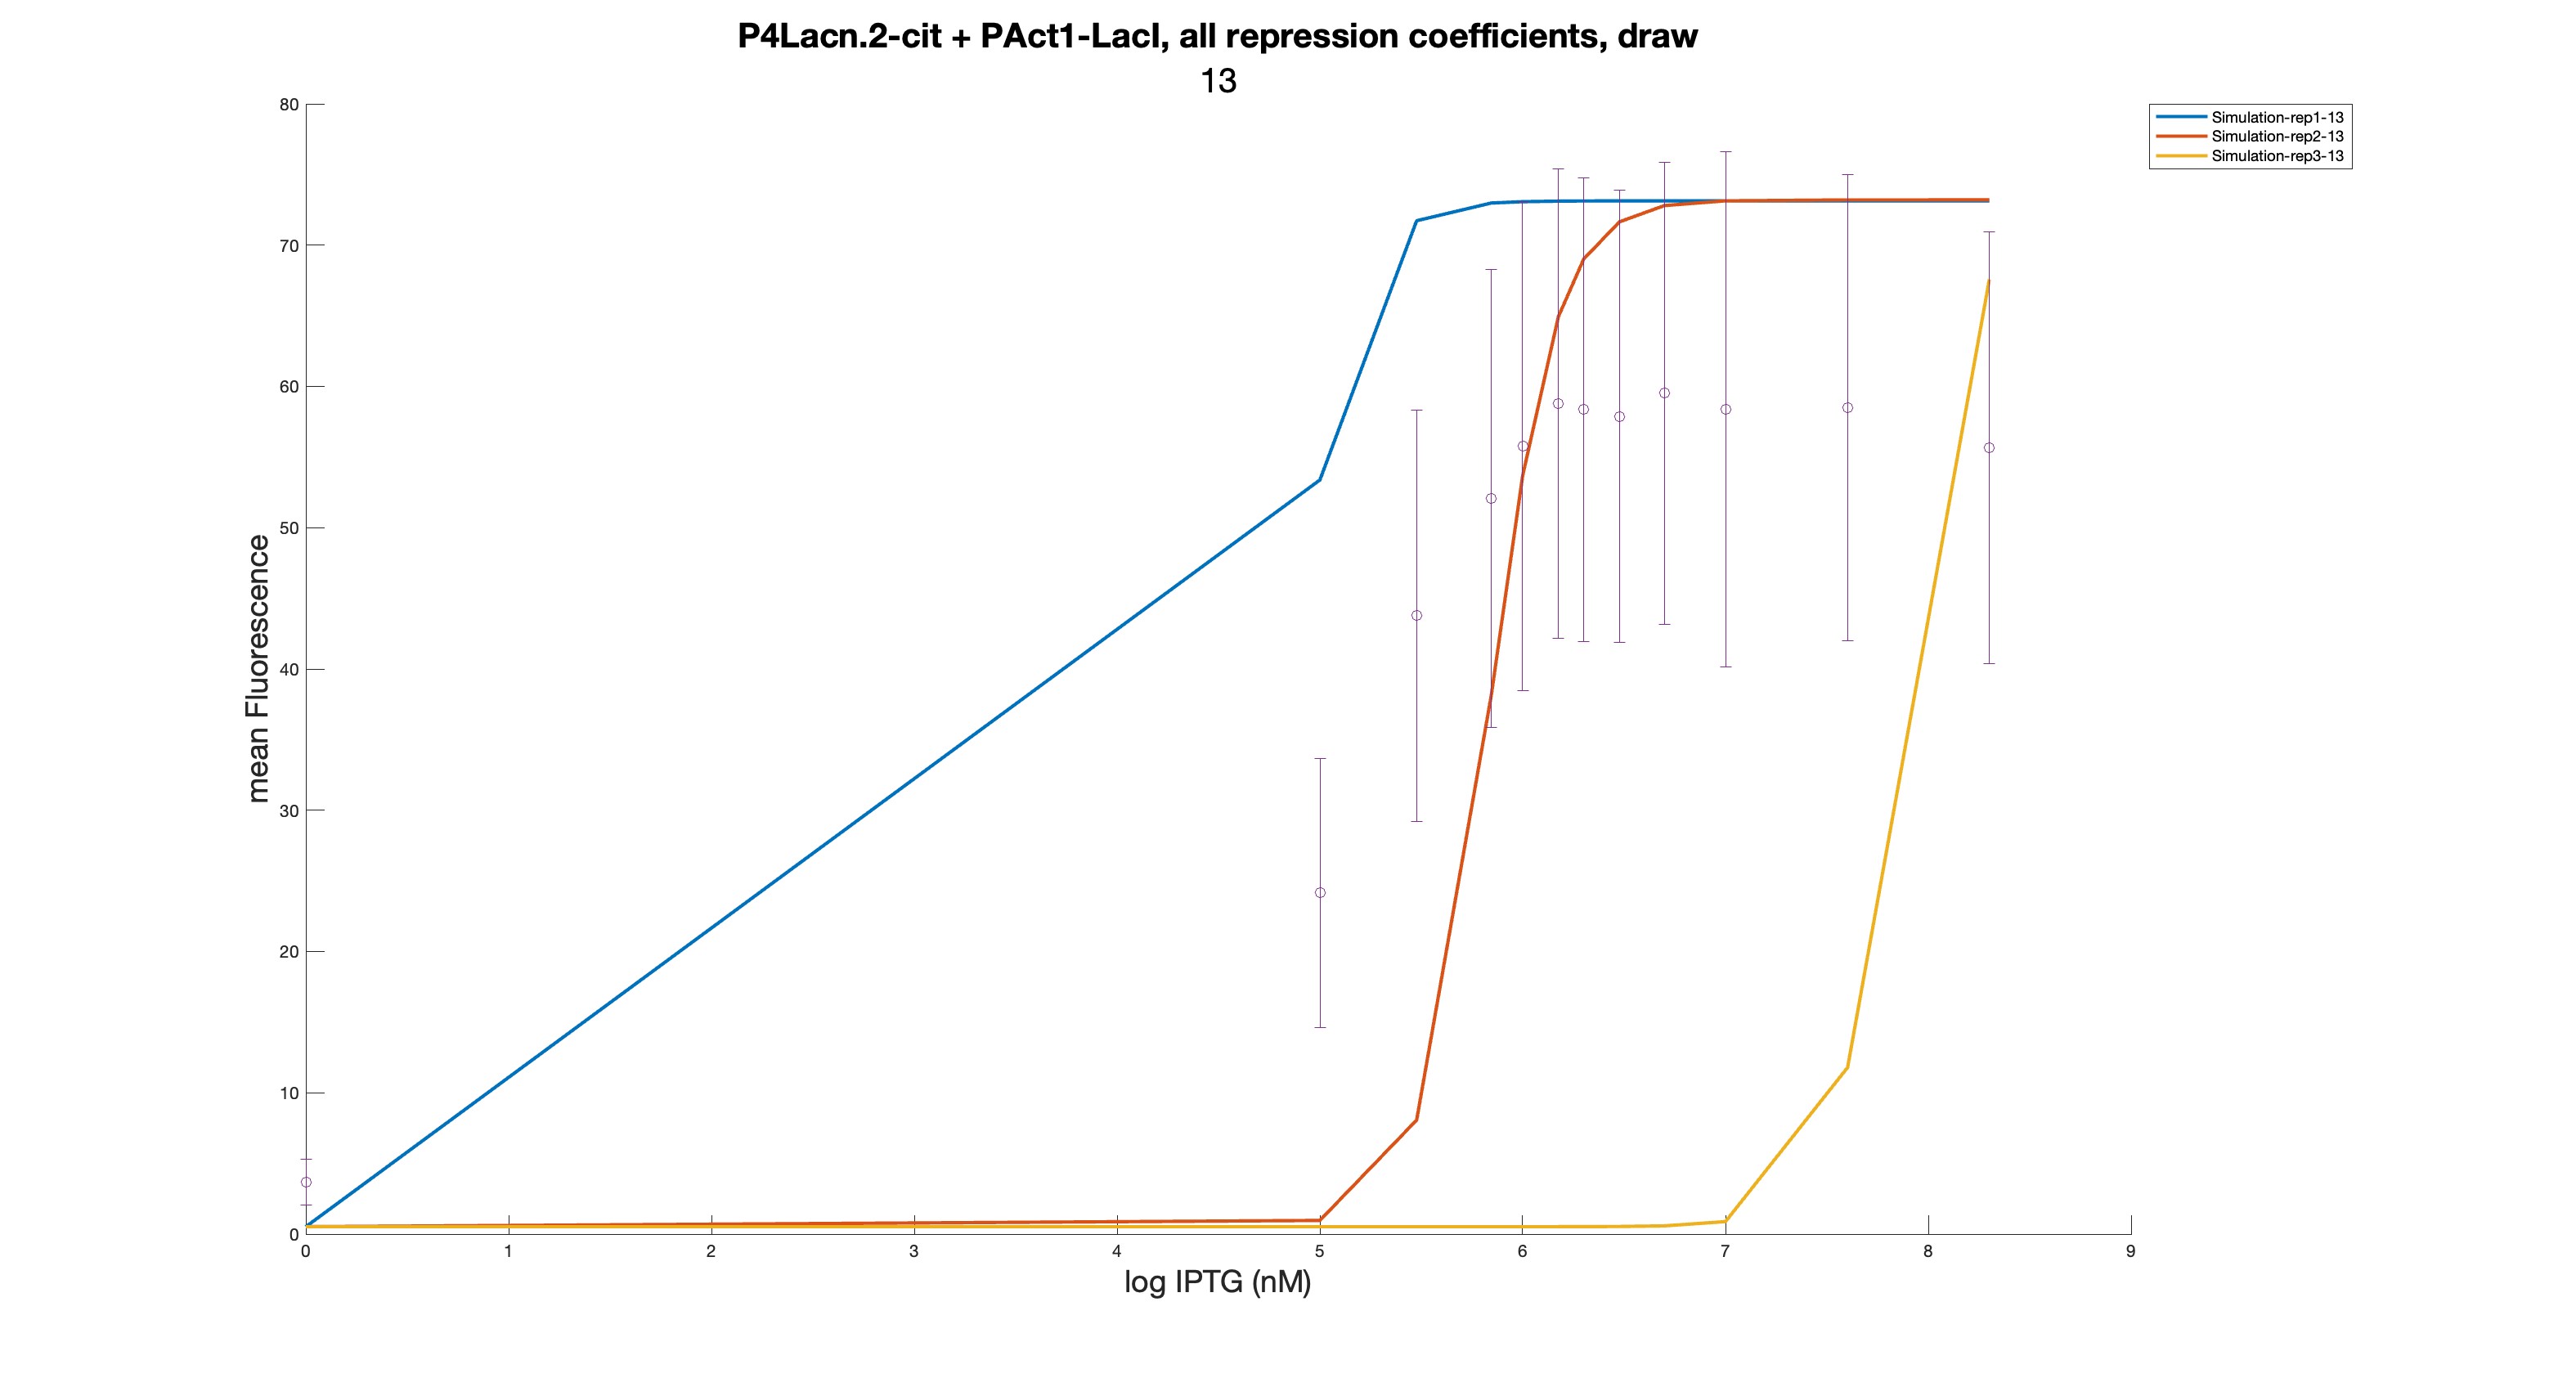 P4Lacn.2-cit + PAct1-LacI, all repression coefficients, draw
13
Simulation-rep1-13
Simulation-rep2-13
Simulation-rep3-13
mean Fluorescence
80
70
60
50
40
30
20
10
0
0 1 2 3 4 5 6 7 8 9
log IPTG (nM)